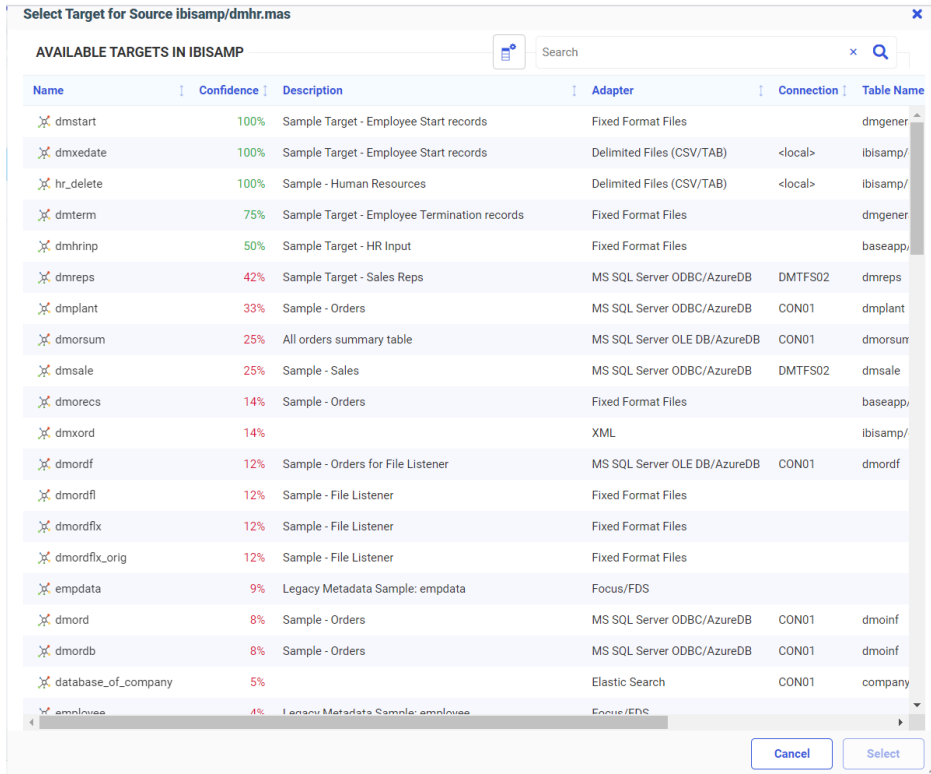 Select Target for Source ibisamp/dmhr.mas
AVAILABLE TARGETS IN IBISAMP
Search
Name Confidence Description Adapter Connection Table Name
dmstart 100% Sample Target - Employee Start records Fixed Format Files dmgener
dmxedate 100% Sample Target - Employee Start records Delimited Files (CSV/TAB) <local> ibisamp/
hr_delete 100% Sample - Human Resources Delimited Files (CSV/TAB) <local> ibisamp/
dmterm 75% Sample Target - Employee Termination records Fixed Format Files dmgener
dmhrinp 50% Sample Target - HR Input Fixed Format Files baseapp/
dmreps 42% Sample Target - Sales Reps MS SQL Server ODBC/AzureDB DMTFS02 dmreps
dmplant 33% Sample - Orders MS SQL Server ODBC/AzureDB CON01 dmplant
dmorsum 25% All orders summary table MS SQL Server OLE DB/AzureDB CON01 dmorsum
dmsale 25% Sample - Sales MS SQL Server ODBC/AzureDB DMTFS02 dmsale
dmorecs 14% Sample - Orders Fixed Format Files baseapp/
dmxord 14% XML ibisamp/
dmordf 12% Sample - Orders for File Listener MS SQL Server OLE DB/AzureDB CON01 dmordf
dmordfl 12% Sample - File Listener Fixed Format Files
dmordflx 12% Sample - File Listener Fixed Format Files
dmordflx_orig 12% Sample - File Listener Fixed Format Files
empdata 9% Legacy Metadata Sample: empdata Focus/FDS
dmord 8% Sample - Orders MS SQL Server ODBC/AzureDB CON01 dmoinf
dmordb 8% Sample - Orders MS SQL Server ODBC/AzureDB CON01 dmoinf
database_of_company 5% Elastic Search CON01 company
employee 4% Legacy Metadata Sample: employee Focus/FDS
Cancel Select